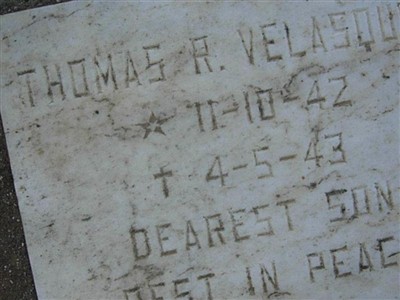 THOMAS R. VELASQU
★ 11-10-42
✝ 4-5-43
DEAREST SON
REST IN PEAC